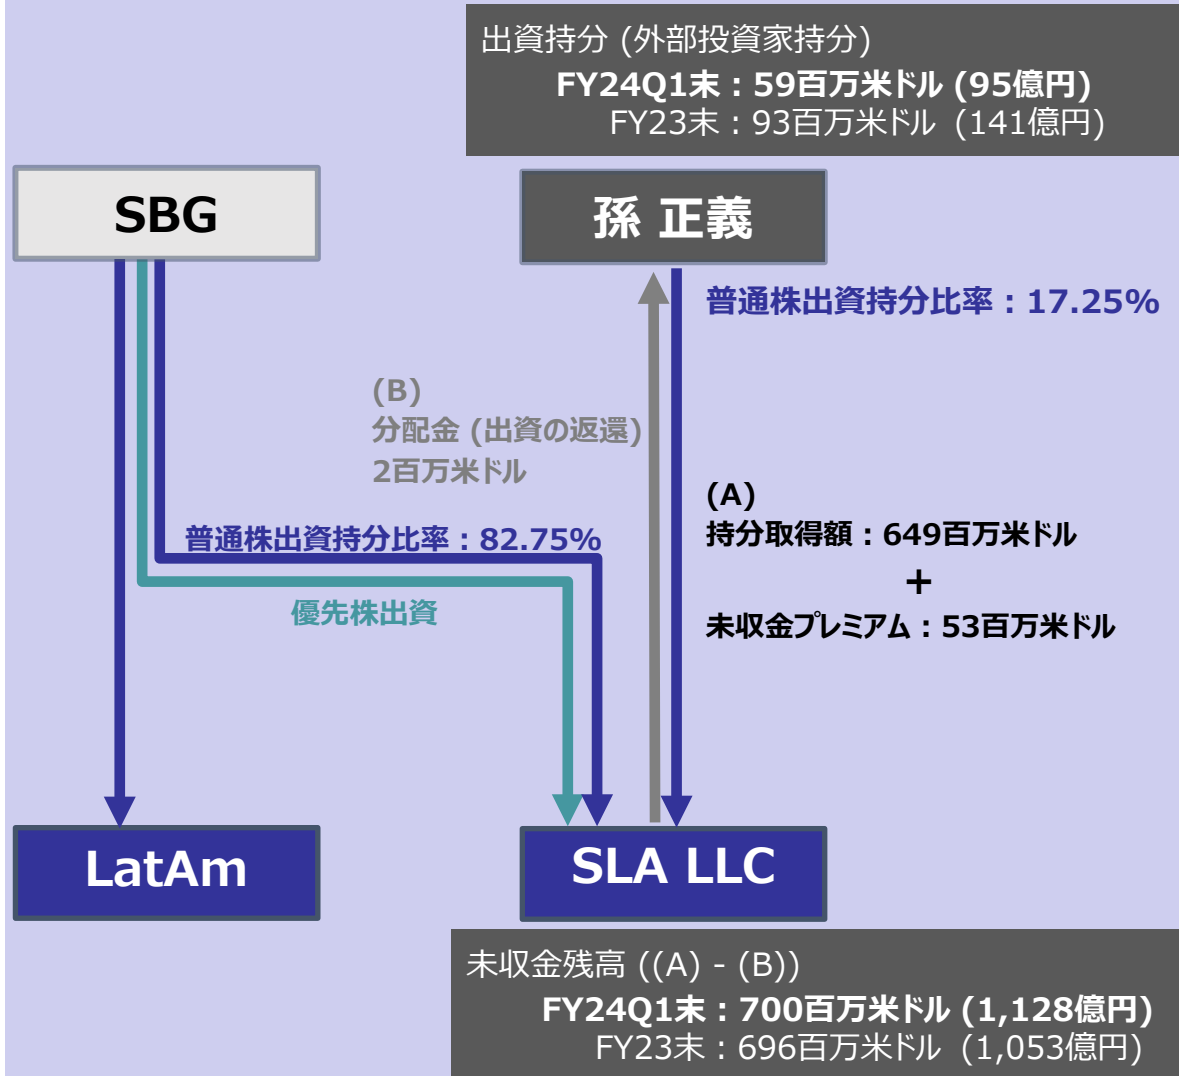 出資持分 (外部投資家持分)
FY24Q1末：59百万米ドル (95億円)
FY23末：93百万米ドル (141億円)
SBG
孫 正義
普通株出資持分比率：17.25%
(B)
分配金 (出資の返還)
2百万米ドル
(A)
持分取得額：649百万米ドル
+
未収金プレミアム：53百万米ドル
普通株出資持分比率：82.75%
優先株出資
LatAm
SLA LLC
未収金残高 ((A) - (B))
FY24Q1末：700百万米ドル (1,128億円)
FY23末：696百万米ドル (1,053億円)